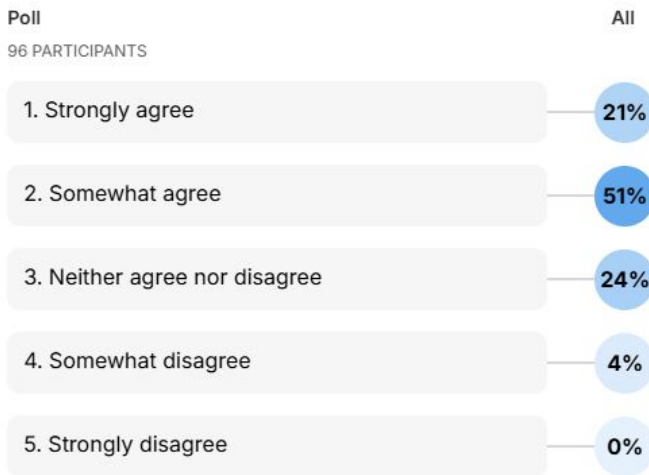 Poll All
96 PARTICIPANTS
1. Strongly agree 21%
2. Somewhat agree 51%
3. Neither agree nor disagree 24%
4. Somewhat disagree 4%
5. Strongly disagree 0%